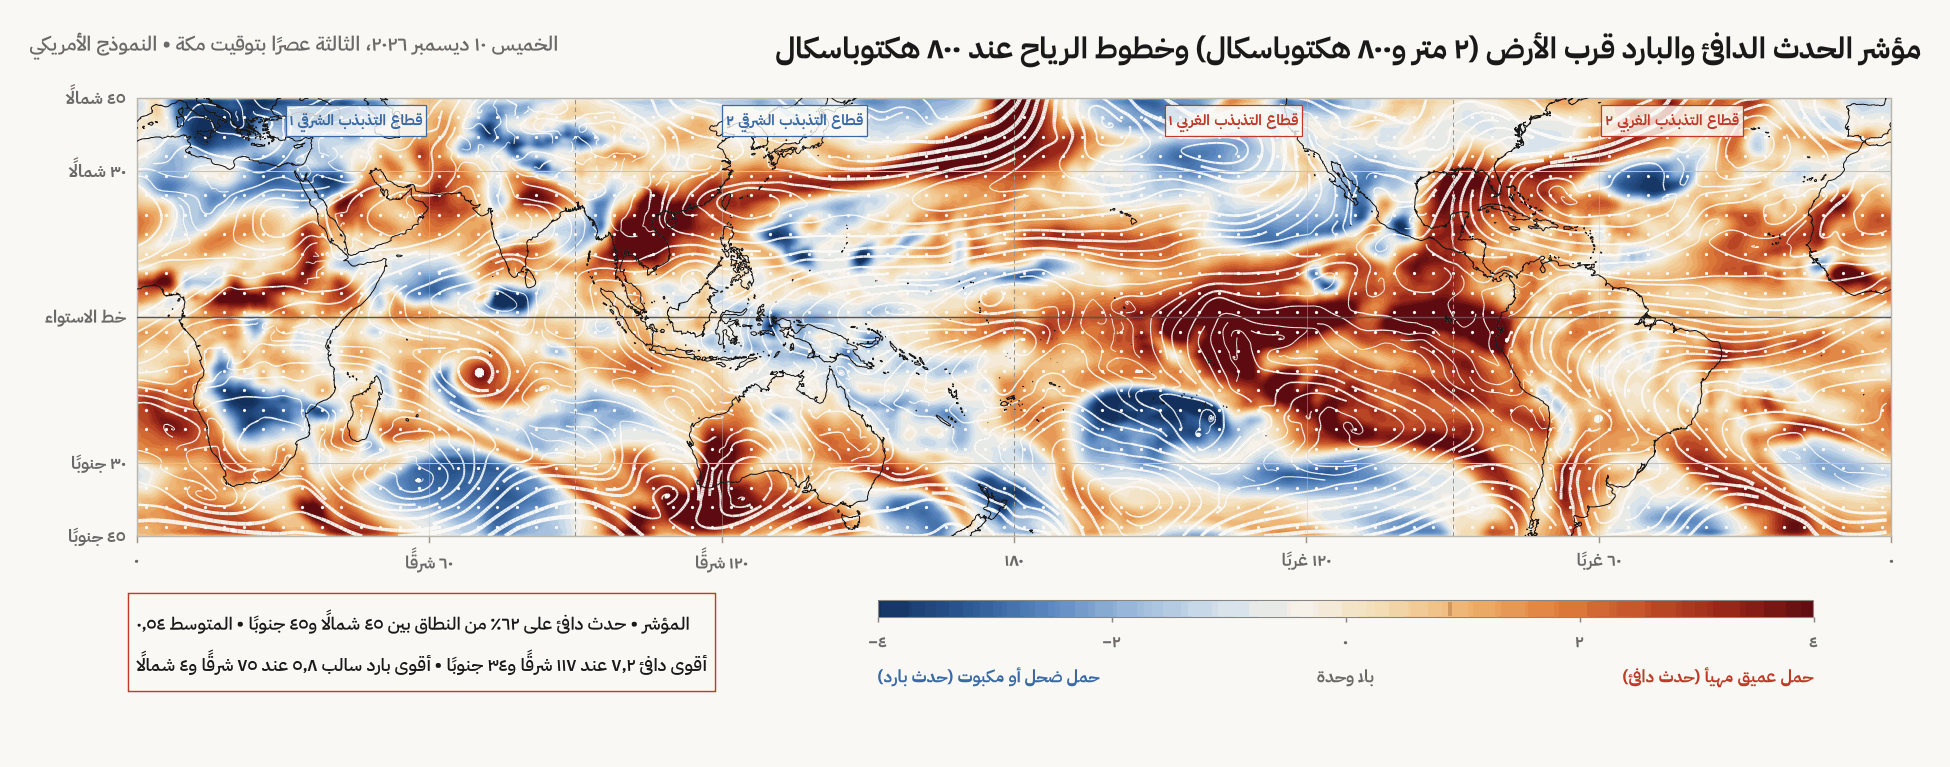 مؤشر الحدث الدافئ والبارد قرب الأرض (٢ متر و٨٠٠ هكتوباسكال) وخطوط الرياح عند ٨٠٠ هكتوباسكال
الخميس ١٠ ديسمبر ٢٠٢٦، الثالثة عصرًا بتوقيت مكة • النموذج الأمريكي
قطاع التذبذب الشرقي ١
قطاع التذبذب الشرقي ٢
قطاع التذبذب الغربي ١
قطاع التذبذب الغربي ٢
٤٥ شمالًا
٣٠ شمالًا
خط الاستواء
٣٠ جنوبًا
٤٥ جنوبًا
٠
٦٠ شرقًا
١٢٠ شرقًا
١٨٠
١٢٠ غربًا
٦٠ غربًا
٠
المؤشر • حدث دافئ على ٦٢٪ من النطاق بين ٤٥ شمالًا و٤٥ جنوبًا • المتوسط ٠,٥٤
أقوى دافئ ٧,٢ عند ١١٧ شرقًا و٣٤ جنوبًا • أقوى بارد سالب ٥,٨ عند ٧٥ شرقًا و٤ شمالًا
−٤
−٢
٠
٢
٤
حمل عميق مهيأ (حدث دافئ)
بلا وحدة
حمل ضحل أو مكبوت (حدث بارد)